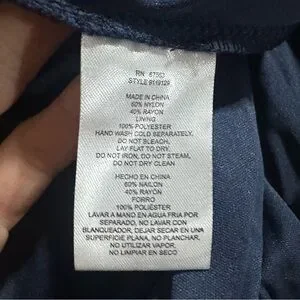 RN 67563
STYLE 9119129
MADE IN CHINA
60% NYLON
40% RAYON
LINING
100% POLYESTER
HAND WASH COLD SEPARATELY,
DO NOT BLEACH,
LAY FLAT TO DRY,
DO NOT IRON, DO NOT STEAM,
DO NOT DRY CLEAN
HECHO EN CHINA
60% NAILON
40% RAYON
FORRO
100% POLIÉSTER
LAVAR A MANO EN AGUA FRIA POR
SEPARADO, NO LAVAR CON
BLANQUEADOR, DEJAR SECAR EN UNA
SUPERFICIE PLANA, NO PLANCHAR,
NO UTILIZAR VAPOR,
NO LIMPIAR EN SECO